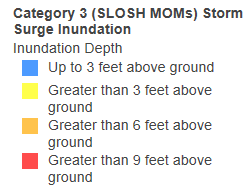 Category 3 (SLOSH MOMs) Storm
Surge Inundation
Inundation Depth
Up to 3 feet above ground
Greater than 3 feet above
ground
Greater than 6 feet above
ground
Greater than 9 feet above
ground